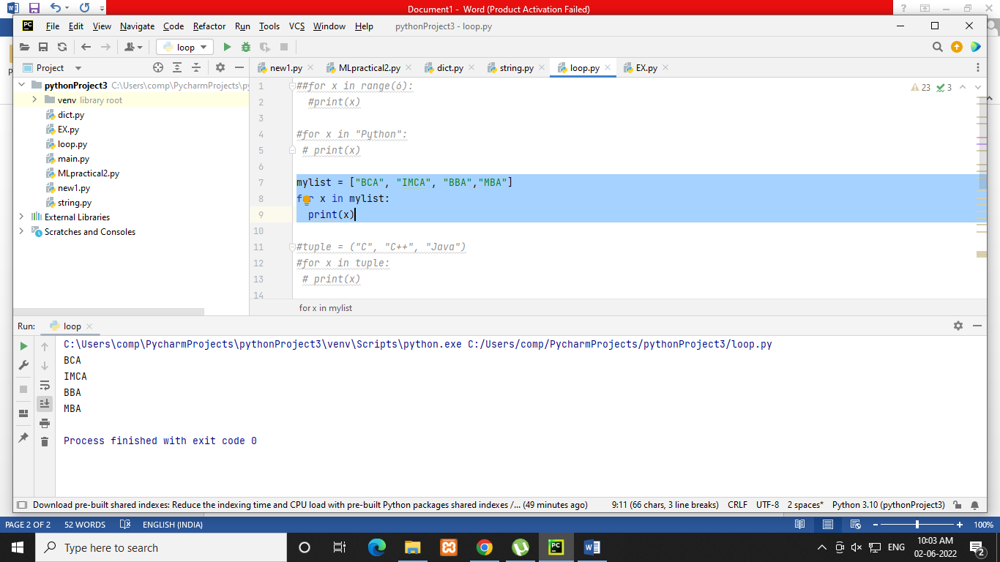 Document1 - Word (Product Activation Failed)
File Edit View Navigate Code Refactor Run Tools VCS Window Help pythonProject3 - loop.py
loop
Project
new1.py MLpractical2.py dict.py string.py loop.py EX.py
pythonProject3 C:\Users\comp\PycharmProjects\py
venv library root
dict.py
EX.py
loop.py
main.py
MLpractical2.py
new1.py
string.py
External Libraries
Scratches and Consoles
23 3
1 ##for x in range(6):
2 #print(x)
3
4 #for x in "Python":
5 # print(x)
6
7 mylist = ["BCA", "IMCA", "BBA","MBA"]
8 for x in mylist:
9 print(x)
10
11 #tuple = ("C", "C++", "Java")
12 #for x in tuple:
13 # print(x)
14
for x in mylist
Run: loop
C:\Users\comp\PycharmProjects\pythonProject3\venv\Scripts\python.exe C:/Users/comp/PycharmProjects/pythonProject3/loop.py
BCA
IMCA
BBA
MBA
Process finished with exit code 0
Download pre-built shared indexes: Reduce the indexing time and CPU load with pre-built Python packages shared indexes /... (49 minutes ago) 9:11 (66 chars, 3 line breaks) CRLF UTF-8 2 spaces* Python 3.10 (pythonProject3)
PAGE 2 OF 2 52 WORDS ENGLISH (INDIA) 100%
Type here to search
ENG
10:03 AM
02-06-2022
2